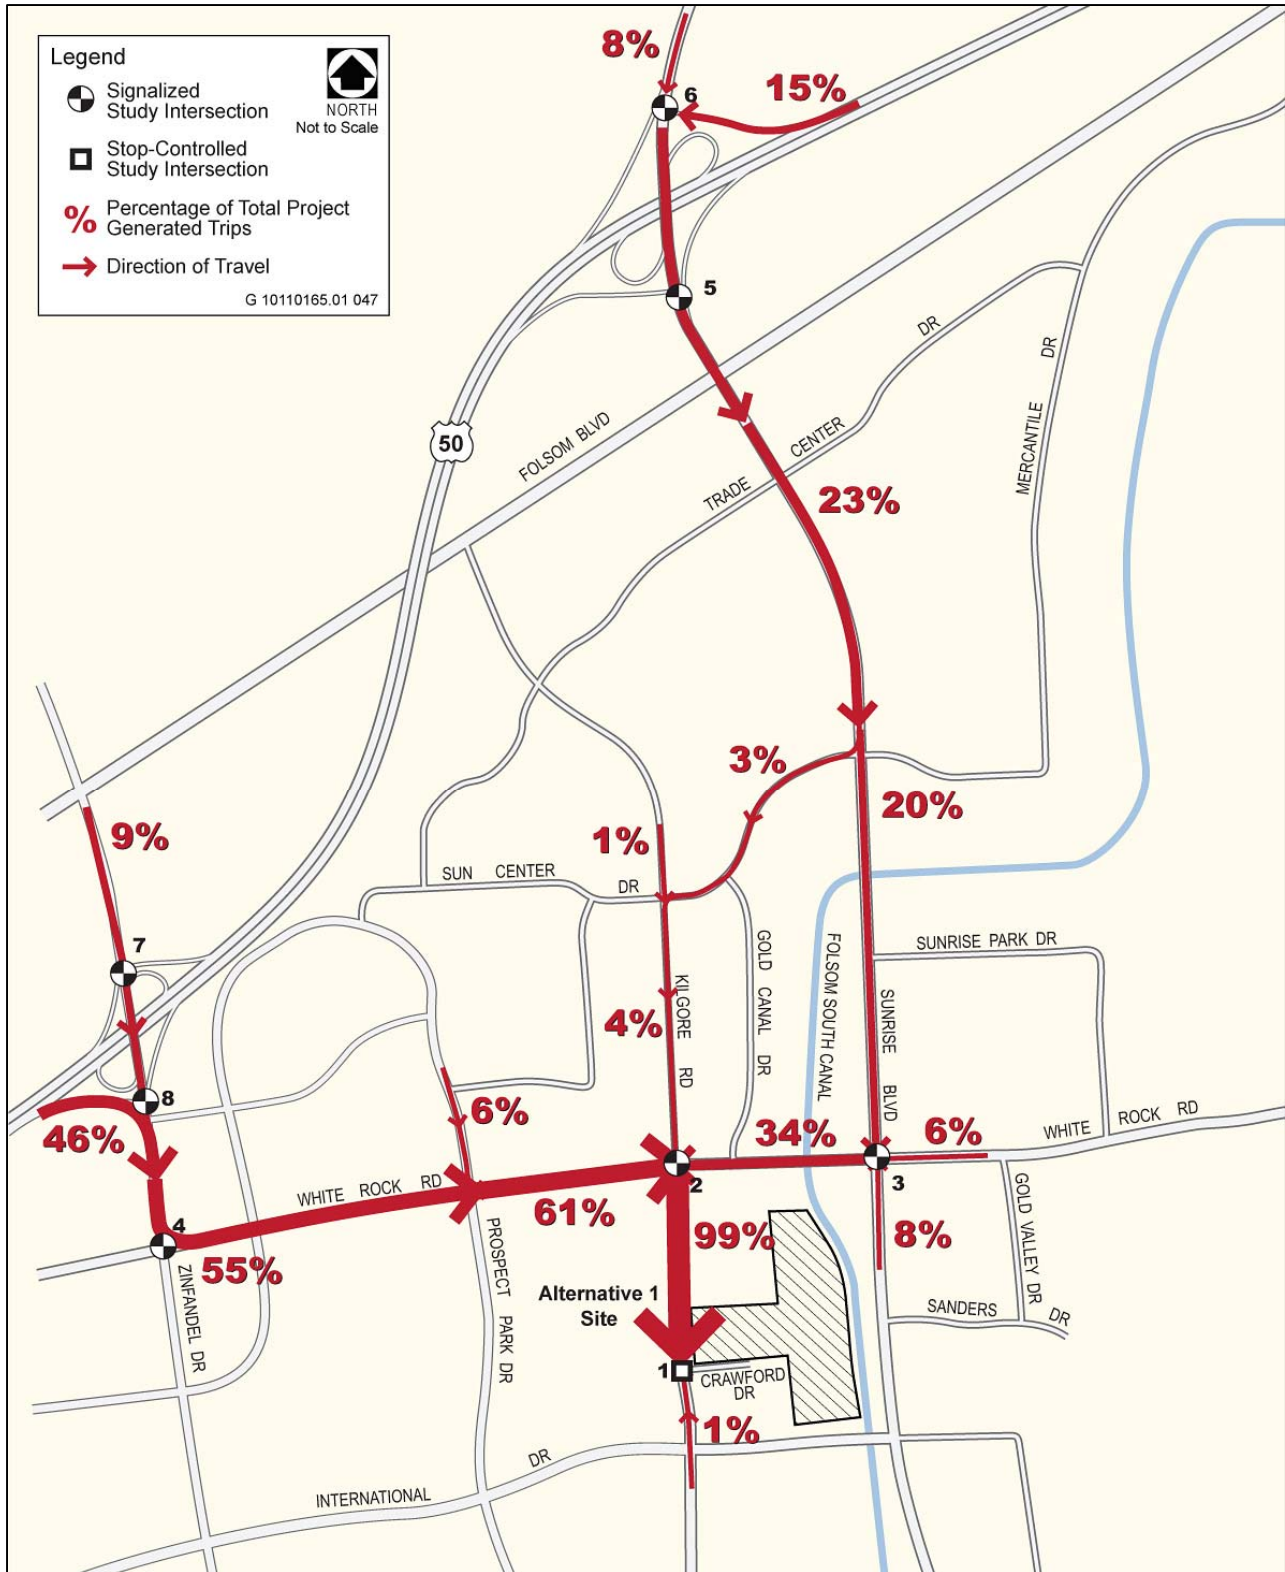 Legend
Signalized
Study Intersection
NORTH
Not to Scale
Stop-Controlled
Study Intersection
% Percentage of Total Project
Generated Trips
Direction of Travel
G 10110165.01 047
8%
6
15%
5
50
FOLSOM BLVD
TRADE CENTER DR
MERCANTILE DR
23%
3%
20%
9%
1%
SUN CENTER DR
7
GOLD CANAL DR
FOLSOM SOUTH CANAL
SUNRISE PARK DR
KILGORE RD
4%
SUNRISE BLVD
8
46%
6%
34%
6%
WHITE ROCK RD
WHITE ROCK RD
2
3
4
61%
99%
8%
55%
PROSPECT PARK DR
GOLD VALLEY DR
ZINFANDEL DR
Alternative 1
Site
SANDERS DR
1
CRAWFORD
DR
1%
INTERNATIONAL DR